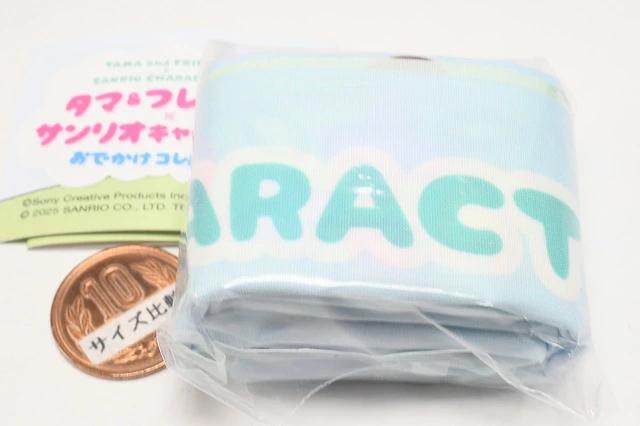 TAMA and FRIE
SANRIO CHARA
タマ&フレ
×
サンリオキャ
おでかけコレ
©Sony Creative Products Inc
© 2025 SANRIO CO., LTD. T
ARACT
10
サイズ比較